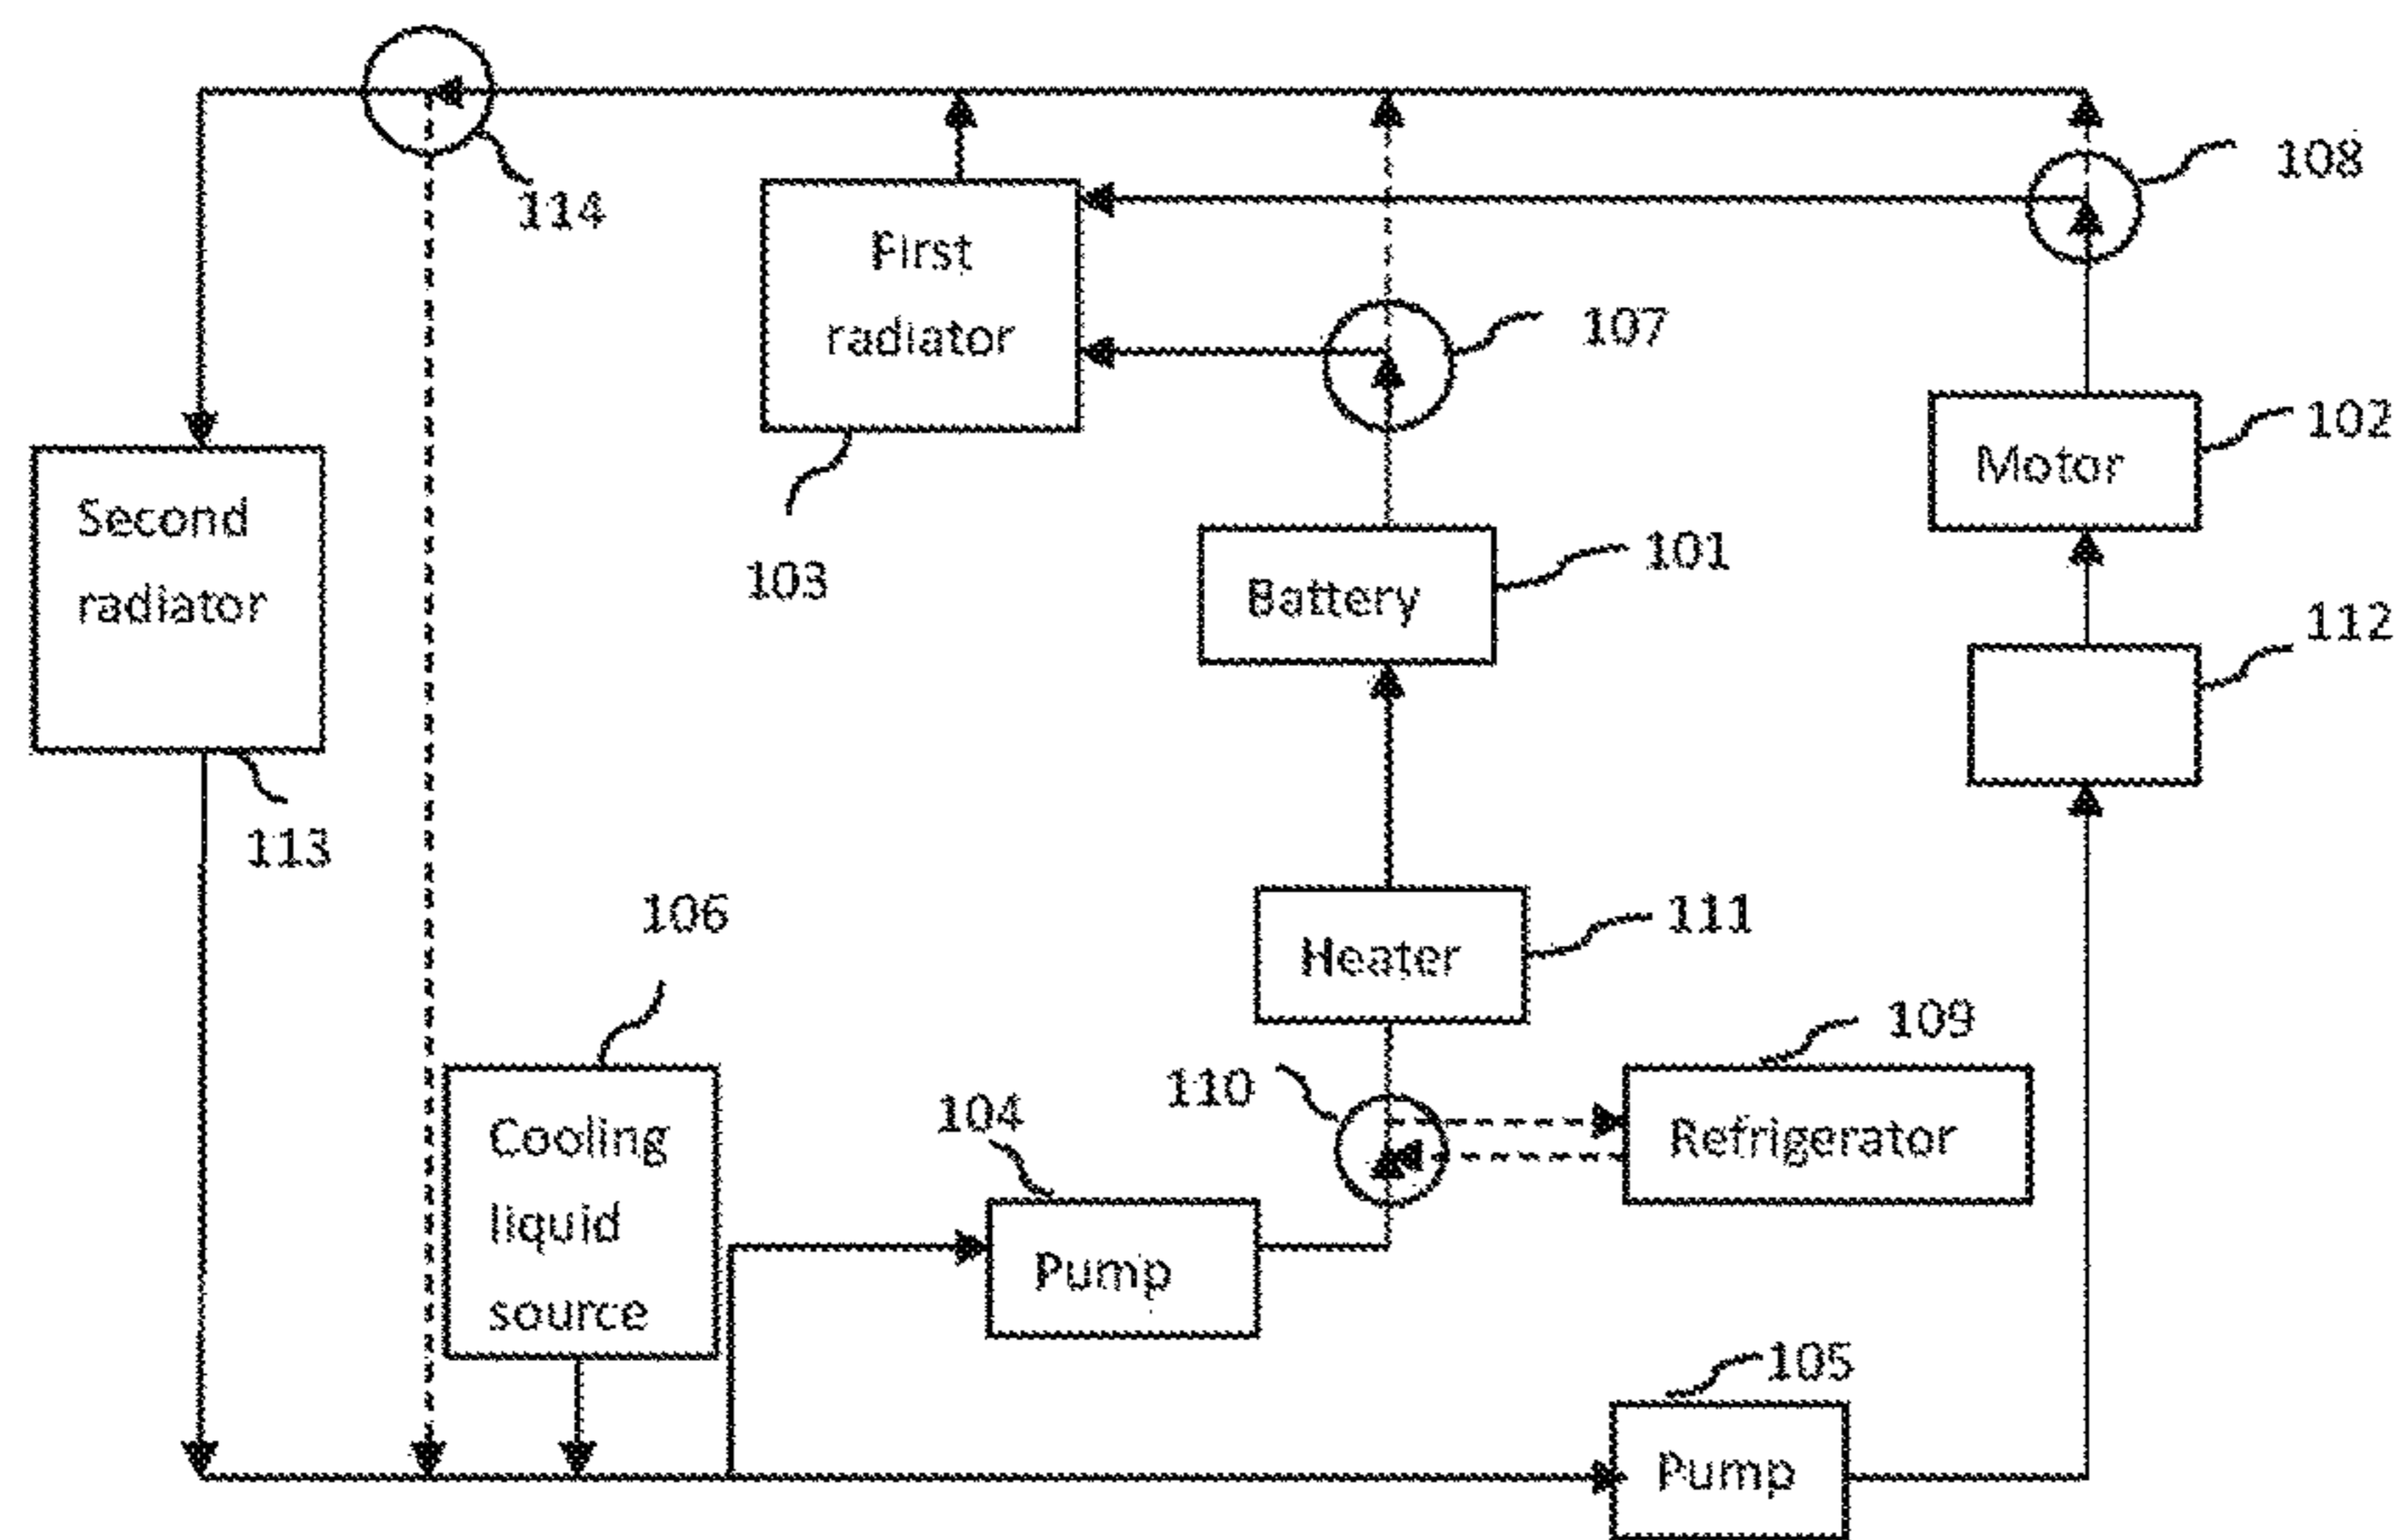 108
114
First
radiator
107
102
Motor
Second
radiator
101
103
Battery
112
113
106
111
Heater
109
110
104
Cooling
liquid
source
Refrigerator
Pump
105
Pump